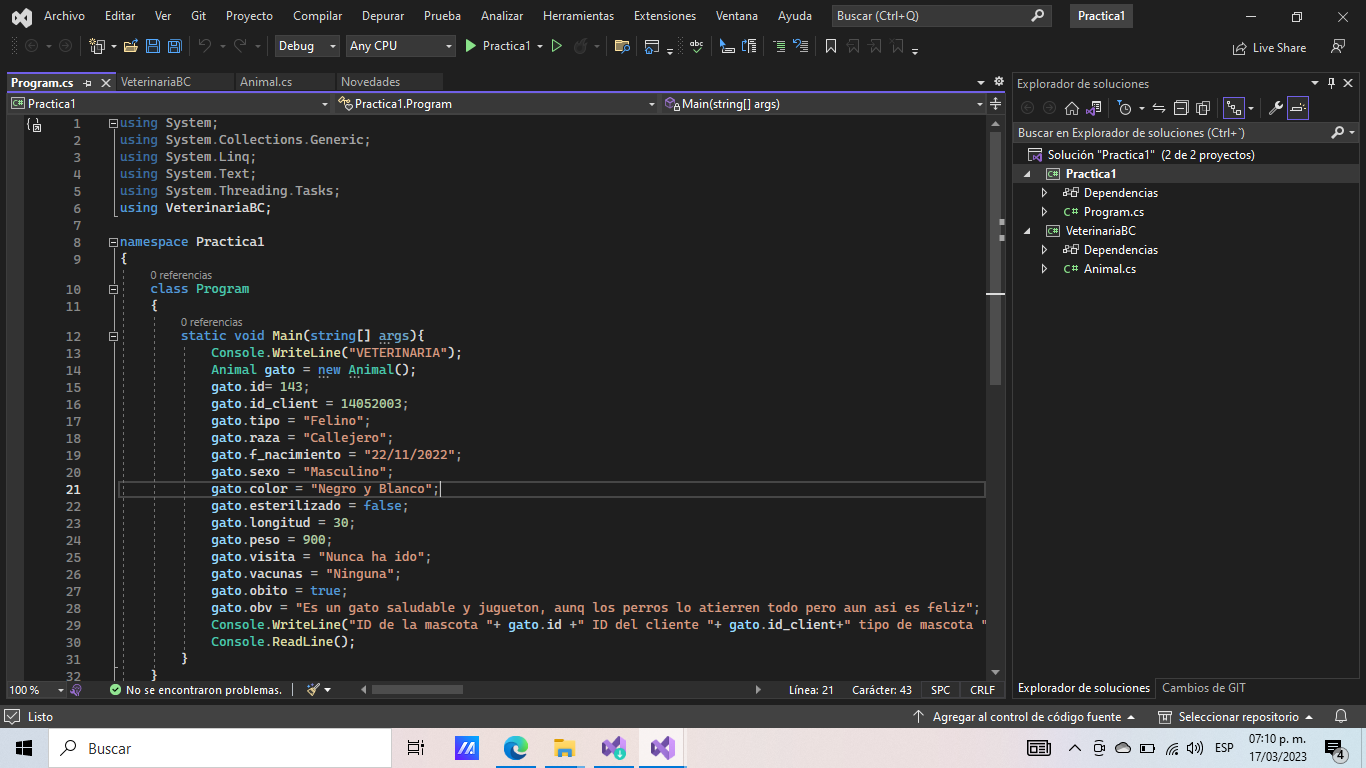 Archivo Editar Ver Git Proyecto Compilar Depurar Prueba Analizar Herramientas Extensiones Ventana Ayuda Buscar (Ctrl+Q) Practica1
Debug Any CPU Practica1 Live Share
Program.cs VeterinariaBC Animal.cs Novedades
Practica1 Practica1.Program Main(string[] args)
1 using System;
2 using System.Collections.Generic;
3 using System.Linq;
4 using System.Text;
5 using System.Threading.Tasks;
6 using VeterinariaBC;
7
8 namespace Practica1
9 {
0 referencias
10 class Program
11 {
0 referencias
12 static void Main(string[] args){
13 Console.WriteLine("VETERINARIA");
14 Animal gato = new Animal();
15 gato.id= 143;
16 gato.id_client = 14052003;
17 gato.tipo = "Felino";
18 gato.raza = "Callejero";
19 gato.f_nacimiento = "22/11/2022";
20 gato.sexo = "Masculino";
21 gato.color = "Negro y Blanco";
22 gato.esterilizado = false;
23 gato.longitud = 30;
24 gato.peso = 900;
25 gato.visita = "Nunca ha ido";
26 gato.vacunas = "Ninguna";
27 gato.obito = true;
28 gato.obv = "Es un gato saludable y jugueton, aunq los perros lo atierren todo pero aun asi es feliz";
29 Console.WriteLine("ID de la mascota "+ gato.id +" ID del cliente "+ gato.id_client+" tipo de mascota "
30 Console.ReadLine();
31 }
32 }
100 % No se encontraron problemas. Línea: 21 Carácter: 43 SPC CRLF
Explorador de soluciones
Buscar en Explorador de soluciones (Ctrl+`)
Solución "Practica1" (2 de 2 proyectos)
Practica1
Dependencias
C# Program.cs
VeterinariaBC
Dependencias
C# Animal.cs
Explorador de soluciones Cambios de GIT
Listo Agregar al control de código fuente Seleccionar repositorio
Buscar ESP 07:10 p. m.
17/03/2023 4